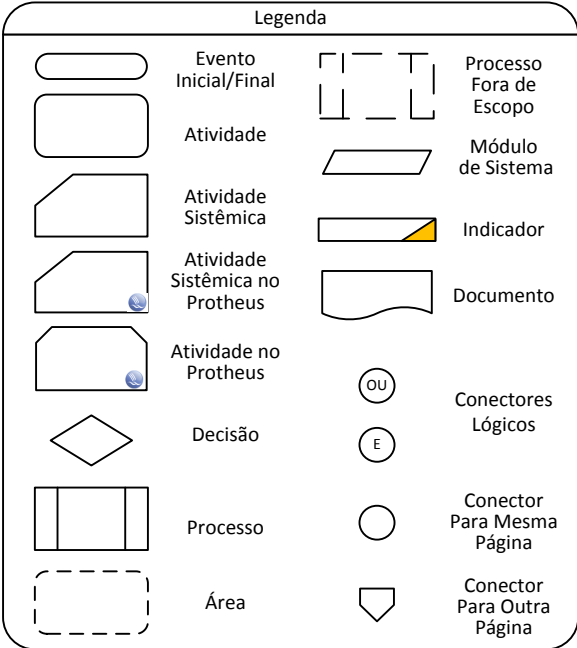 Legenda
Evento
Inicial/Final
Atividade
Atividade
Sistêmica
Atividade
Sistêmica no
Protheus
Atividade no
Protheus
Decisão
Processo
Área
Processo
Fora de
Escopo
Módulo
de Sistema
Indicador
Documento
OU
E
Conectores
Lógicos
Conector
Para Mesma
Página
Conector
Para Outra
Página